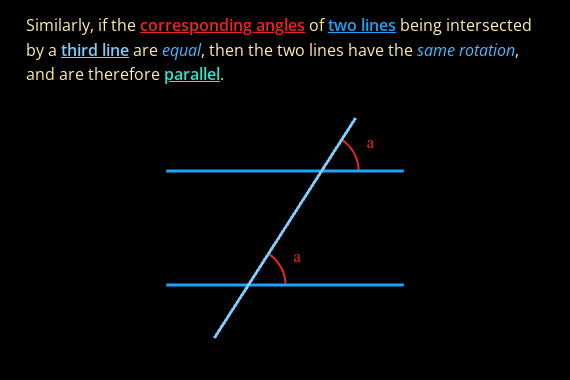 Similarly, if the corresponding angles of two lines being intersected
by a third line are equal, then the two lines have the same rotation,
and are therefore parallel.
a
a